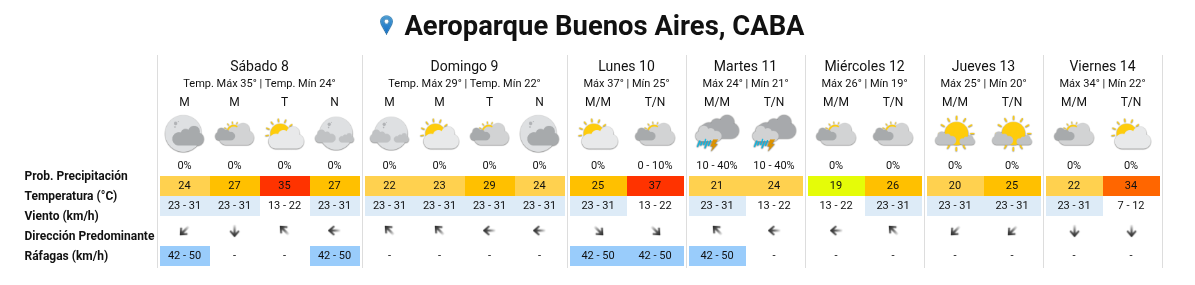 Aeroparque Buenos Aires, CABA
Sábado 8 Domingo 9 Lunes 10 Martes 11 Miércoles 12 Jueves 13 Viernes 14
Temp. Máx 35° | Temp. Mín 24° Temp. Máx 29° | Temp. Mín 22° Máx 37° | Mín 25° Máx 24° | Mín 21° Máx 26° | Mín 19° Máx 25° | Mín 20° Máx 34° | Mín 22°
M M T N M M T N M/M T/N M/M T/N M/M T/N M/M T/N M/M T/N
Prob. Precipitación 0% 0% 0% 0% 0% 0% 0% 0% 0% 0 - 10% 10 - 40% 10 - 40% 0% 0% 0% 0% 0% 0%
Temperatura (°C) 24 27 35 27 22 23 29 24 25 37 21 24 19 26 20 25 22 34
Viento (km/h) 23 - 31 23 - 31 13 - 22 23 - 31 23 - 31 23 - 31 23 - 31 23 - 31 23 - 31 13 - 22 23 - 31 13 - 22 13 - 22 23 - 31 23 - 31 23 - 31 23 - 31 7 - 12
Dirección Predominante
Ráfagas (km/h) 42 - 50 - - 42 - 50 - - - - 42 - 50 42 - 50 42 - 50 - - - - - - -